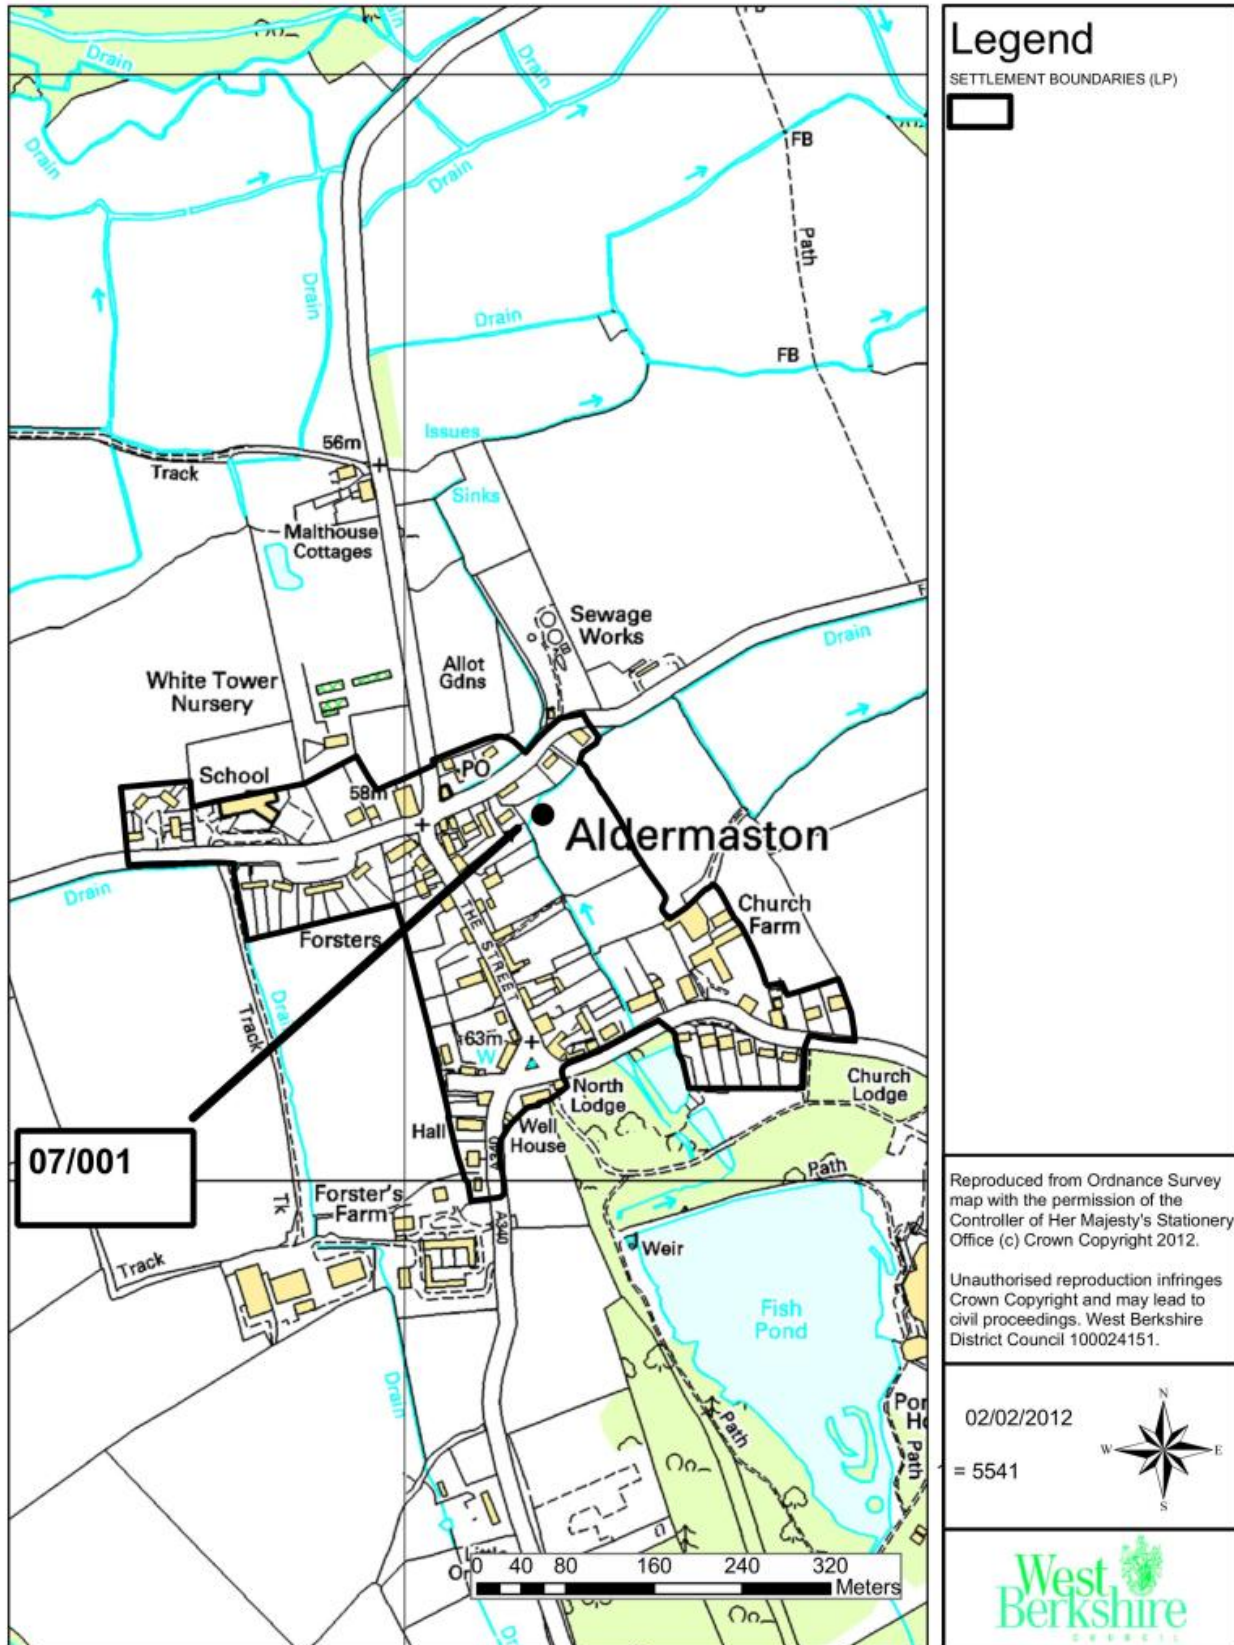 Legend
SETTLEMENT BOUNDARIES (LP)
Drain
Drain
Drain
Drain
FB
Path
Drain
Drain
FB
56m
Issues
Track
Sinks
Malthouse
Cottages
Sewage
Works
Drain
Allot
Gdns
White Tower
Nursery
School
PO
58m
Aldermaston
Drain
Church
Farm
Forsters
THE STREET
Track
63m
W
North
Lodge
Church
Lodge
Hall
Well
House
A340
07/001
Path
Tk
Forster's
Farm
A340
Weir
Track
Fish
Pond
Drain
Path
Path
0 40 80 160 240 320
Meters
Reproduced from Ordnance Survey
map with the permission of the
Controller of Her Majesty's Stationery
Office (c) Crown Copyright 2012.
Unauthorised reproduction infringes
Crown Copyright and may lead to
civil proceedings. West Berkshire
District Council 100024151.
02/02/2012
= 5541
N
W E
S
West
Berkshire
COUNCIL